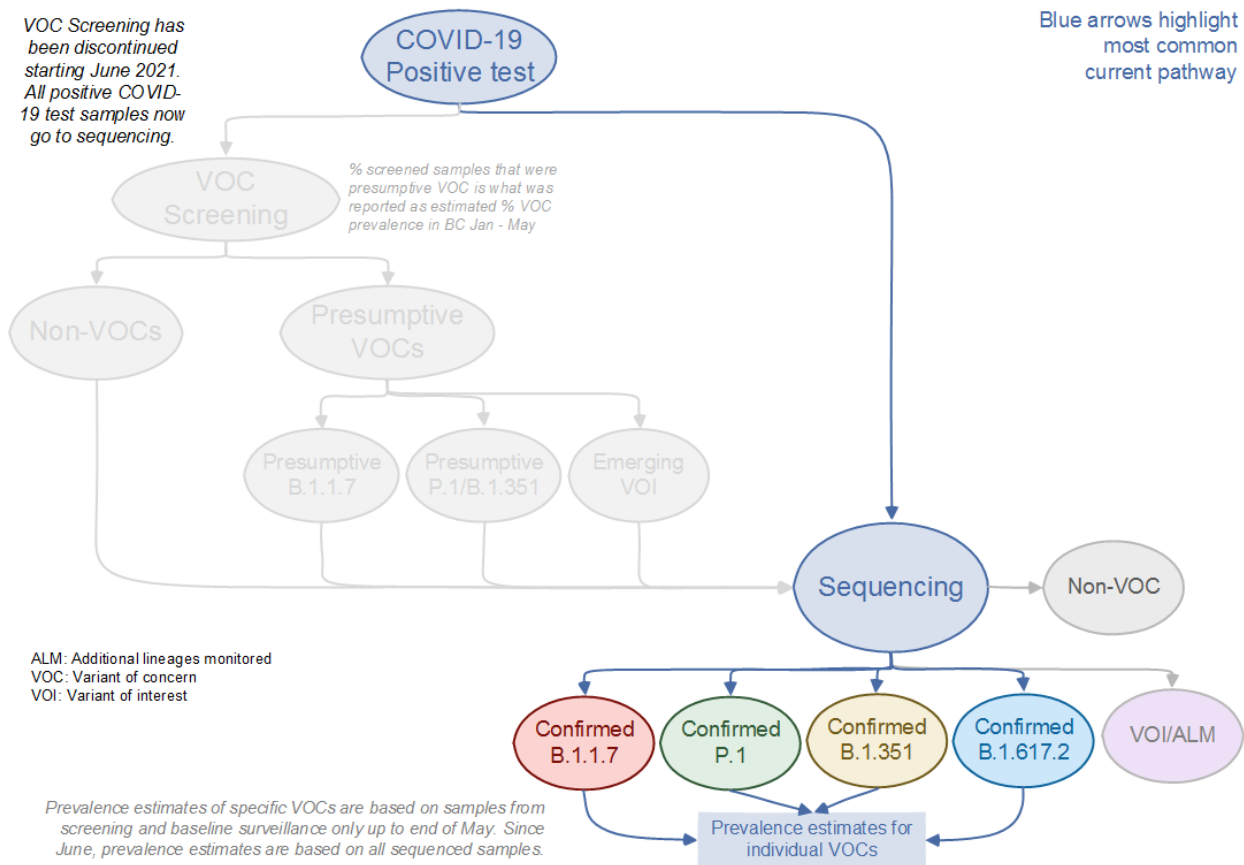 VOC Screening has
been discontinued
starting June 2021.
All positive COVID-
19 test samples now
go to sequencing.
COVID-19
Positive test
Blue arrows highlight
most common
current pathway
VOC
Screening
% screened samples that were
presumptive VOC is what was
reported as estimated % VOC
prevalence in BC Jan - May
Non-VOCs
Presumptive
VOCs
Presumptive
B.1.1.7
Presumptive
P.1/B.1.351
Emerging
VOI
Sequencing
Non-VOC
ALM: Additional lineages monitored
VOC: Variant of concern
VOI: Variant of interest
Confirmed
B.1.1.7
Confirmed
P.1
Confirmed
B.1.351
Confirmed
B.1.617.2
VOI/ALM
Prevalence estimates of specific VOCs are based on samples from
screening and baseline surveillance only up to end of May. Since
June, prevalence estimates are based on all sequenced samples.
Prevalence estimates for
individual VOCs